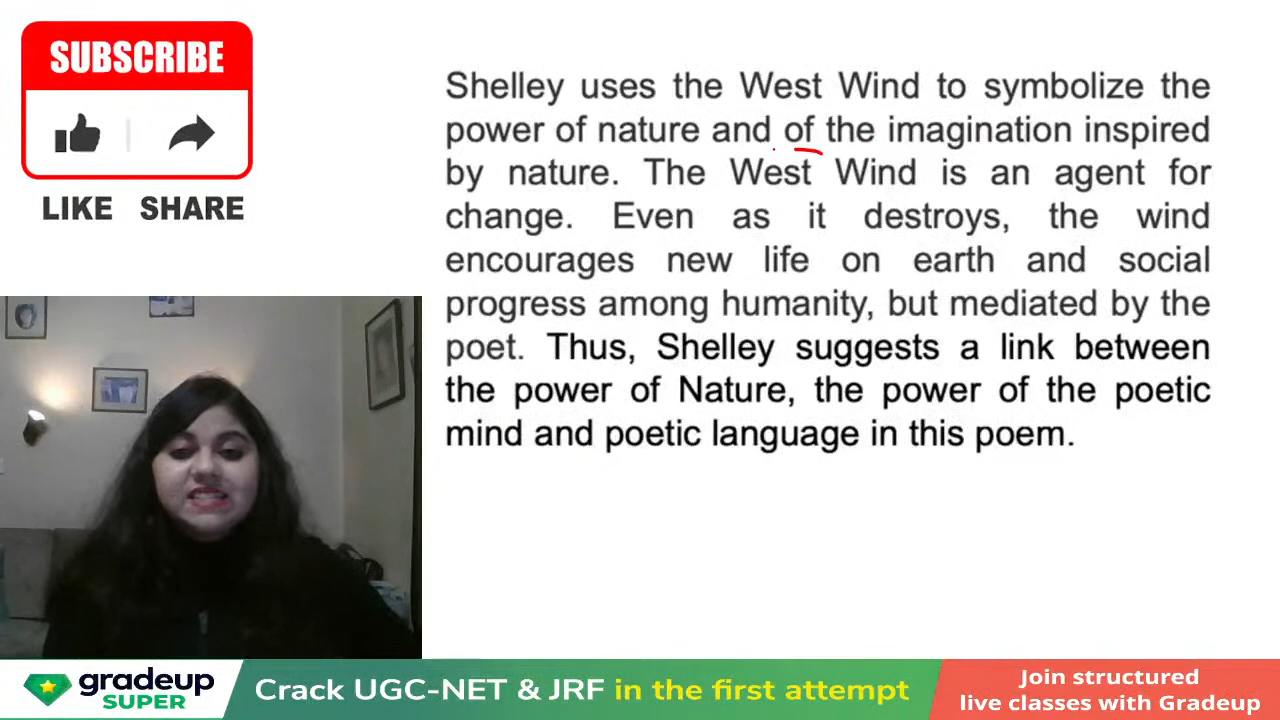 SUBSCRIBE
LIKE SHARE
Shelley uses the West Wind to symbolize the
power of nature and of the imagination inspired
by nature. The West Wind is an agent for
change. Even as it destroys, the wind
encourages new life on earth and social
progress among humanity, but mediated by the
poet. Thus, Shelley suggests a link between
the power of Nature, the power of the poetic
mind and poetic language in this poem.
gradeup
SUPER
Crack UGC-NET & JRF in the first attempt
Join structured
live classes with Gradeup